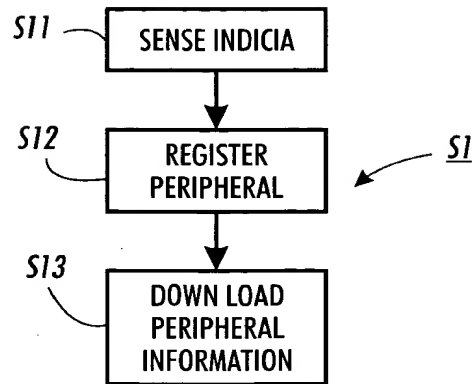 S11
SENSE INDICIA
S12
REGISTER
PERIPHERAL
S1
S13
DOWN LOAD
PERIPHERAL
INFORMATION